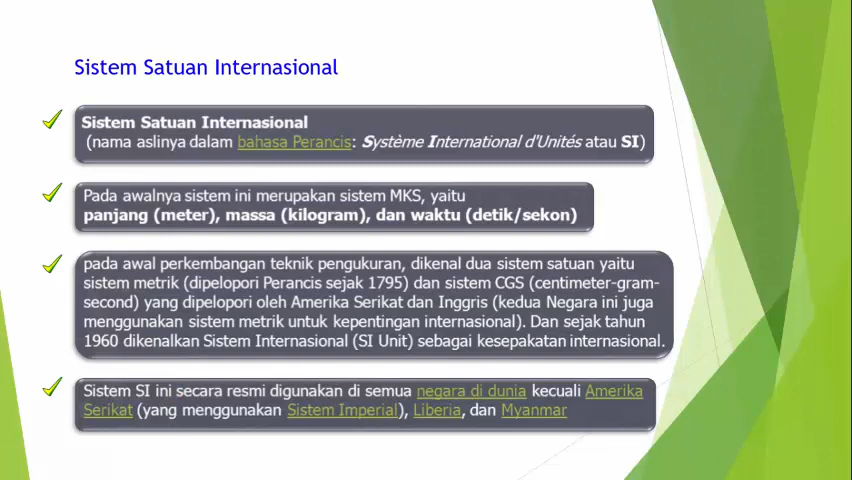 Sistem Satuan Internasional
Sistem Satuan Internasional
(nama aslinya dalam bahasa Perancis: Système International d'Unités atau SI)
Pada awalnya sistem ini merupakan sistem MKS, yaitu
panjang (meter), massa (kilogram), dan waktu (detik/sekon)
pada awal perkembangan teknik pengukuran, dikenal dua sistem satuan yaitu
sistem metrik (dipelopori Perancis sejak 1795) dan sistem CGS (centimeter-gram-
second) yang dipelopori oleh Amerika Serikat dan Inggris (kedua Negara ini juga
menggunakan sistem metrik untuk kepentingan internasional). Dan sejak tahun
1960 dikenalkan Sistem Internasional (SI Unit) sebagai kesepakatan internasional.
Sistem SI ini secara resmi digunakan di semua negara di dunia kecuali Amerika
Serikat (yang menggunakan Sistem Imperial), Liberia, dan Myanmar